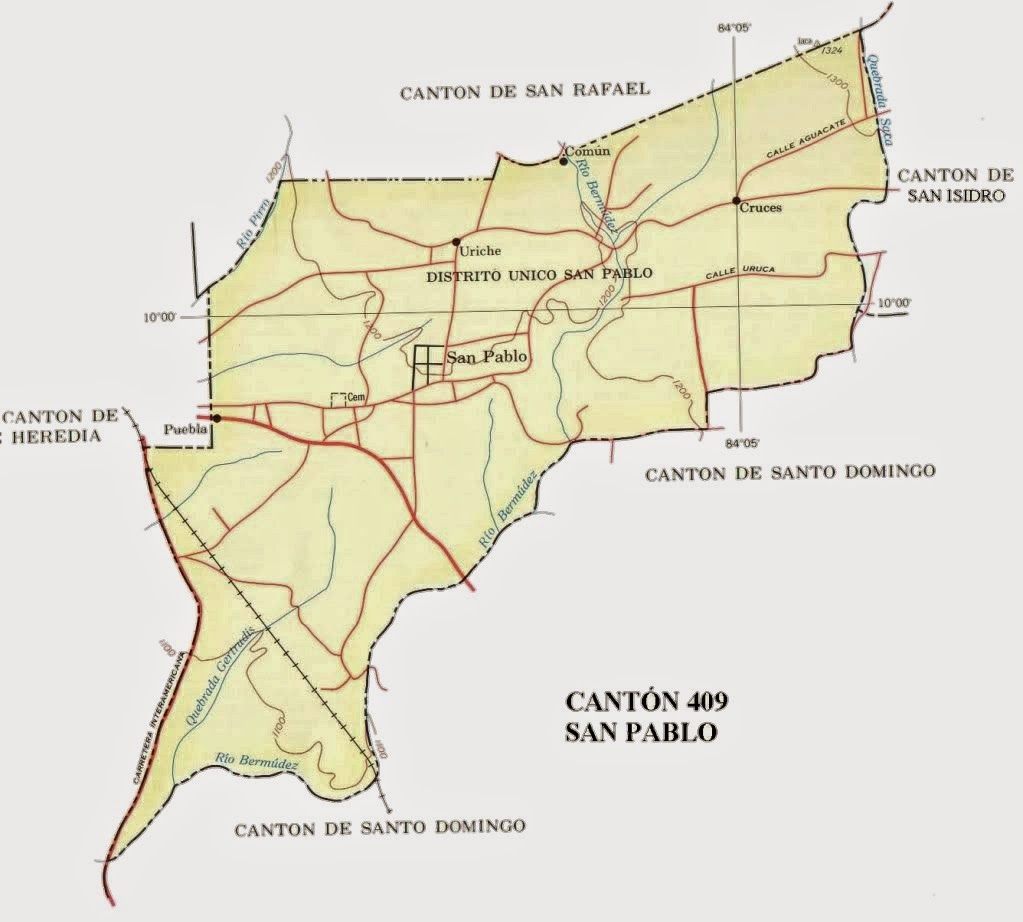 84°05'
loca
1324
CANTON DE SAN RAFAEL
1300
Quebrada Saca
CALLE AGUACATE
Común
1200
Río Bermúdez
CANTON DE
SAN ISIDRO
Cruces
Río Pirro
Uriche
DISTRITO UNICO SAN PABLO
CALLE URUCA
1200
10°00'
10°00'
1200
San Pablo
1200
Cem
CANTON DE
HEREDIA
Puebla
84°05'
CANTON DE SANTO DOMINGO
Río Bermúdez
1100
Quebrada Gertrudis
CARRETERA INTERAMERICANA
CANTÓN 409
SAN PABLO
1100
1100
Río Bermúdez
CANTON DE SANTO DOMINGO